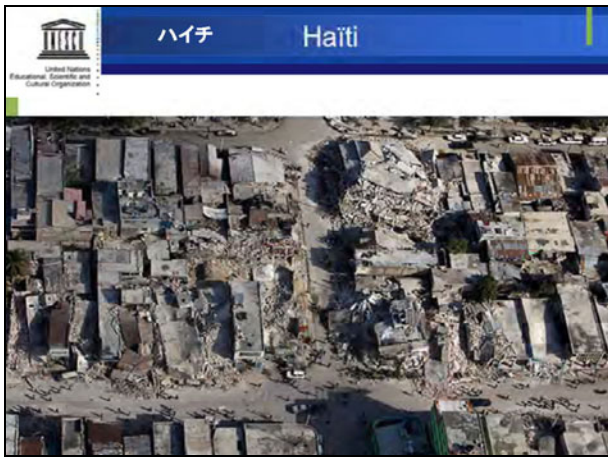 ハイチ Haïti
United Nations
Educational, Scientific and
Cultural Organization